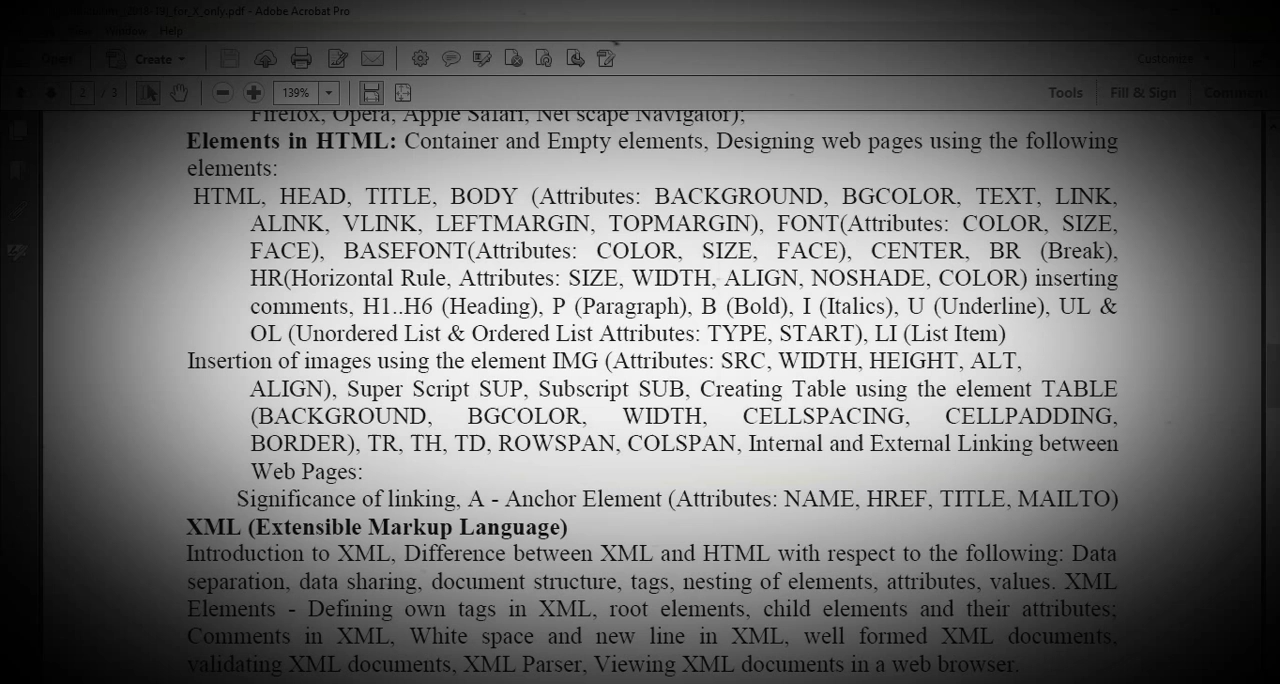 _for_X_only.pdf - Adobe Acrobat Pro
Window Help
Open Create Customize
2 / 3 139% Tools Fill & Sign Comment
Firefox, Opera, Apple Safari, Net scape Navigator);
Elements in HTML: Container and Empty elements, Designing web pages using the following
elements:
HTML, HEAD, TITLE, BODY (Attributes: BACKGROUND, BGCOLOR, TEXT, LINK,
ALINK, VLINK, LEFTMARGIN, TOPMARGIN), FONT(Attributes: COLOR, SIZE,
FACE), BASEFONT(Attributes: COLOR, SIZE, FACE), CENTER, BR (Break),
HR(Horizontal Rule, Attributes: SIZE, WIDTH, ALIGN, NOSHADE, COLOR) inserting
comments, H1..H6 (Heading), P (Paragraph), B (Bold), I (Italics), U (Underline), UL &
OL (Unordered List & Ordered List Attributes: TYPE, START), LI (List Item)
Insertion of images using the element IMG (Attributes: SRC, WIDTH, HEIGHT, ALT,
ALIGN), Super Script SUP, Subscript SUB, Creating Table using the element TABLE
(BACKGROUND, BGCOLOR, WIDTH, CELLSPACING, CELLPADDING,
BORDER), TR, TH, TD, ROWSPAN, COLSPAN, Internal and External Linking between
Web Pages:
Significance of linking, A - Anchor Element (Attributes: NAME, HREF, TITLE, MAILTO)
XML (Extensible Markup Language)
Introduction to XML, Difference between XML and HTML with respect to the following: Data
separation, data sharing, document structure, tags, nesting of elements, attributes, values. XML
Elements - Defining own tags in XML, root elements, child elements and their attributes;
Comments in XML, White space and new line in XML, well formed XML documents,
validating XML documents, XML Parser, Viewing XML documents in a web browser.